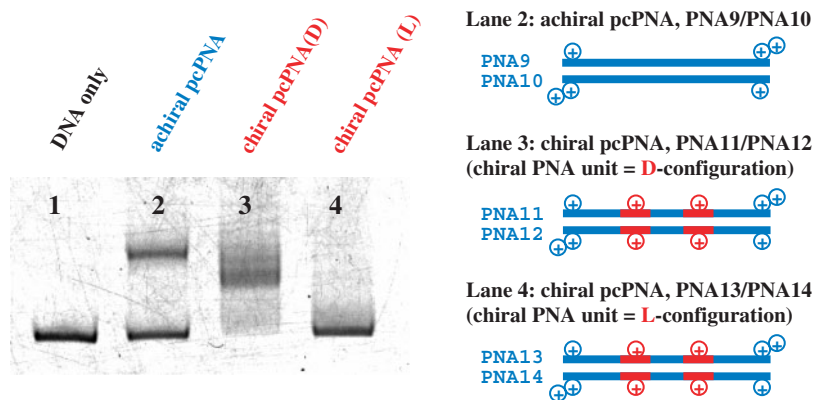 DNA only
achiral pcPNA
chiral pcPNA(D)
chiral pcPNA (L)
1
2
3
4
Lane 2: achiral pcPNA, PNA9/PNA10
+ +
PNA9
PNA10
+ + +
Lane 3: chiral pcPNA, PNA11/PNA12
(chiral PNA unit = D-configuration)
+ + + + +
PNA11
PNA12
+ + + + +
Lane 4: chiral pcPNA, PNA13/PNA14
(chiral PNA unit = L-configuration)
+ + + + +
PNA13
PNA14
+ + + + +